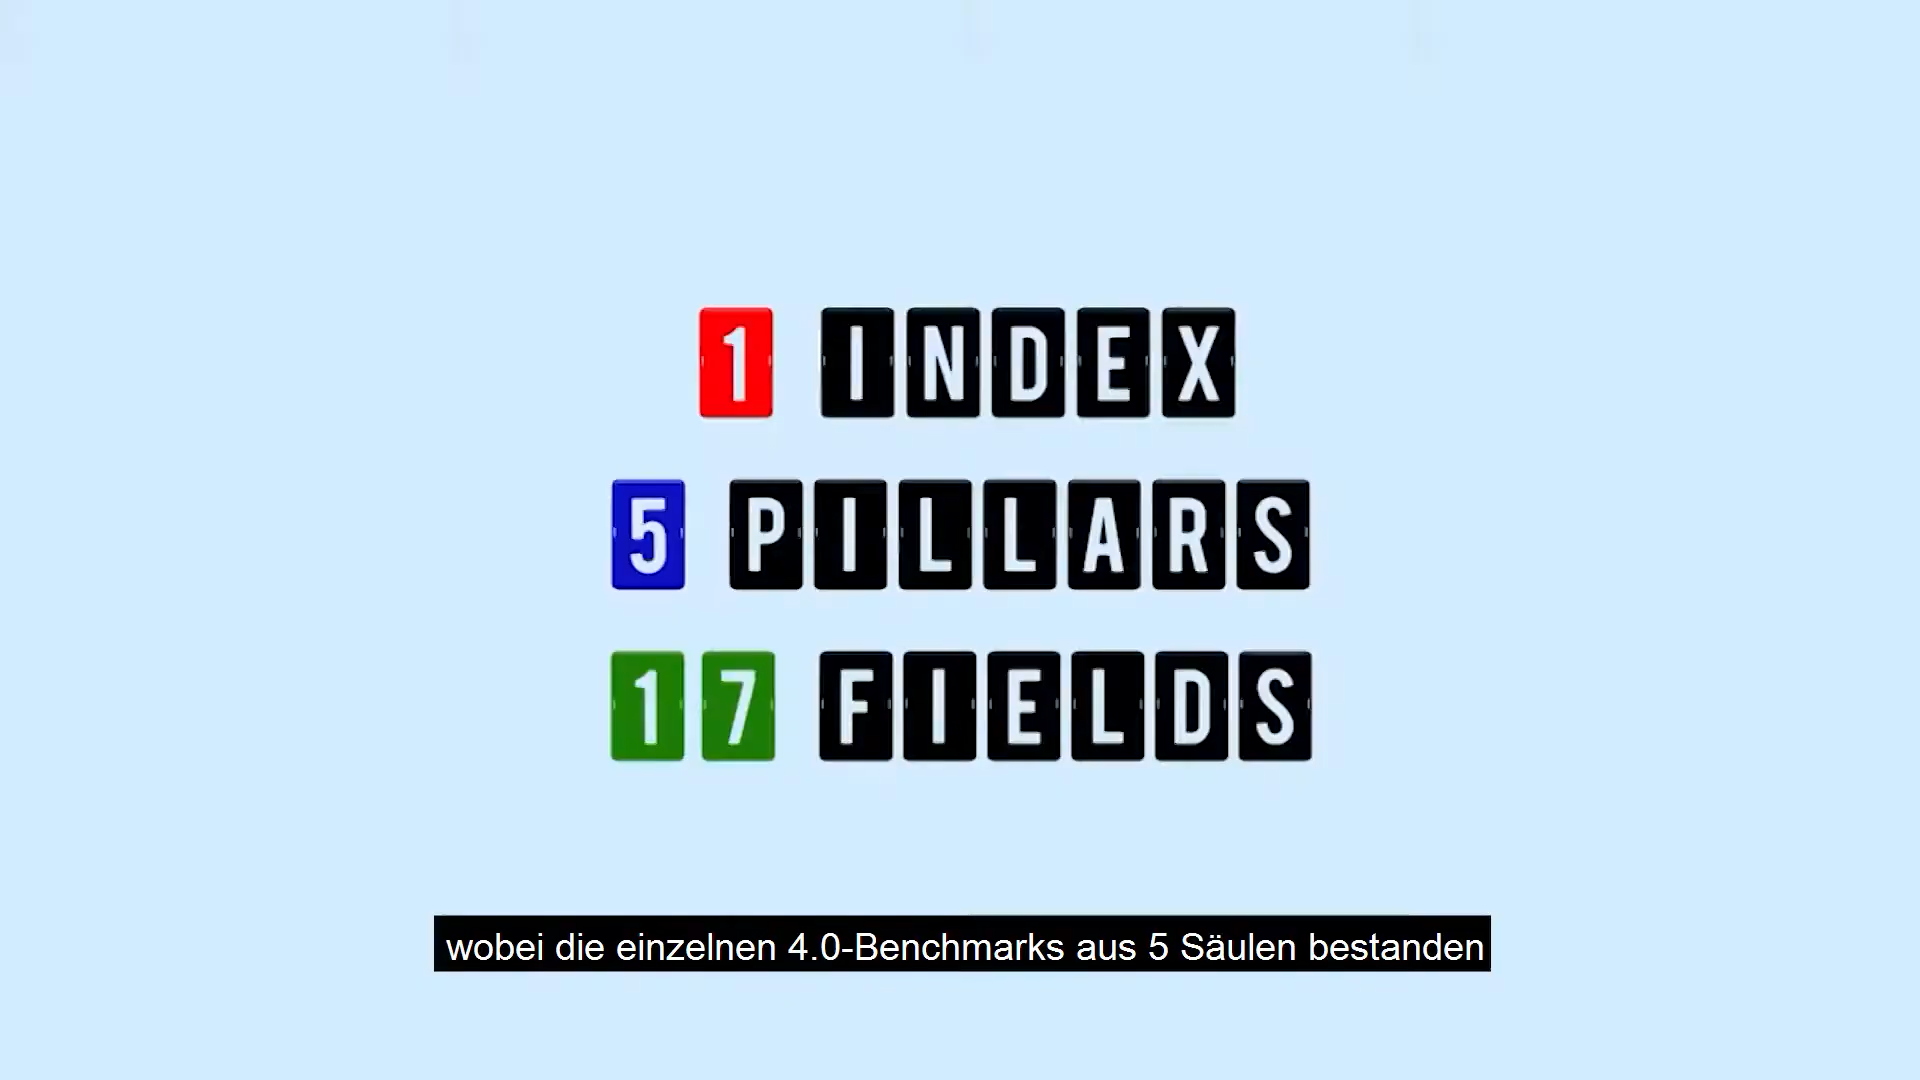 1 INDEX
5 PILLARS
17 FIELDS
wobei die einzelnen 4.0-Benchmarks aus 5 Säulen bestanden